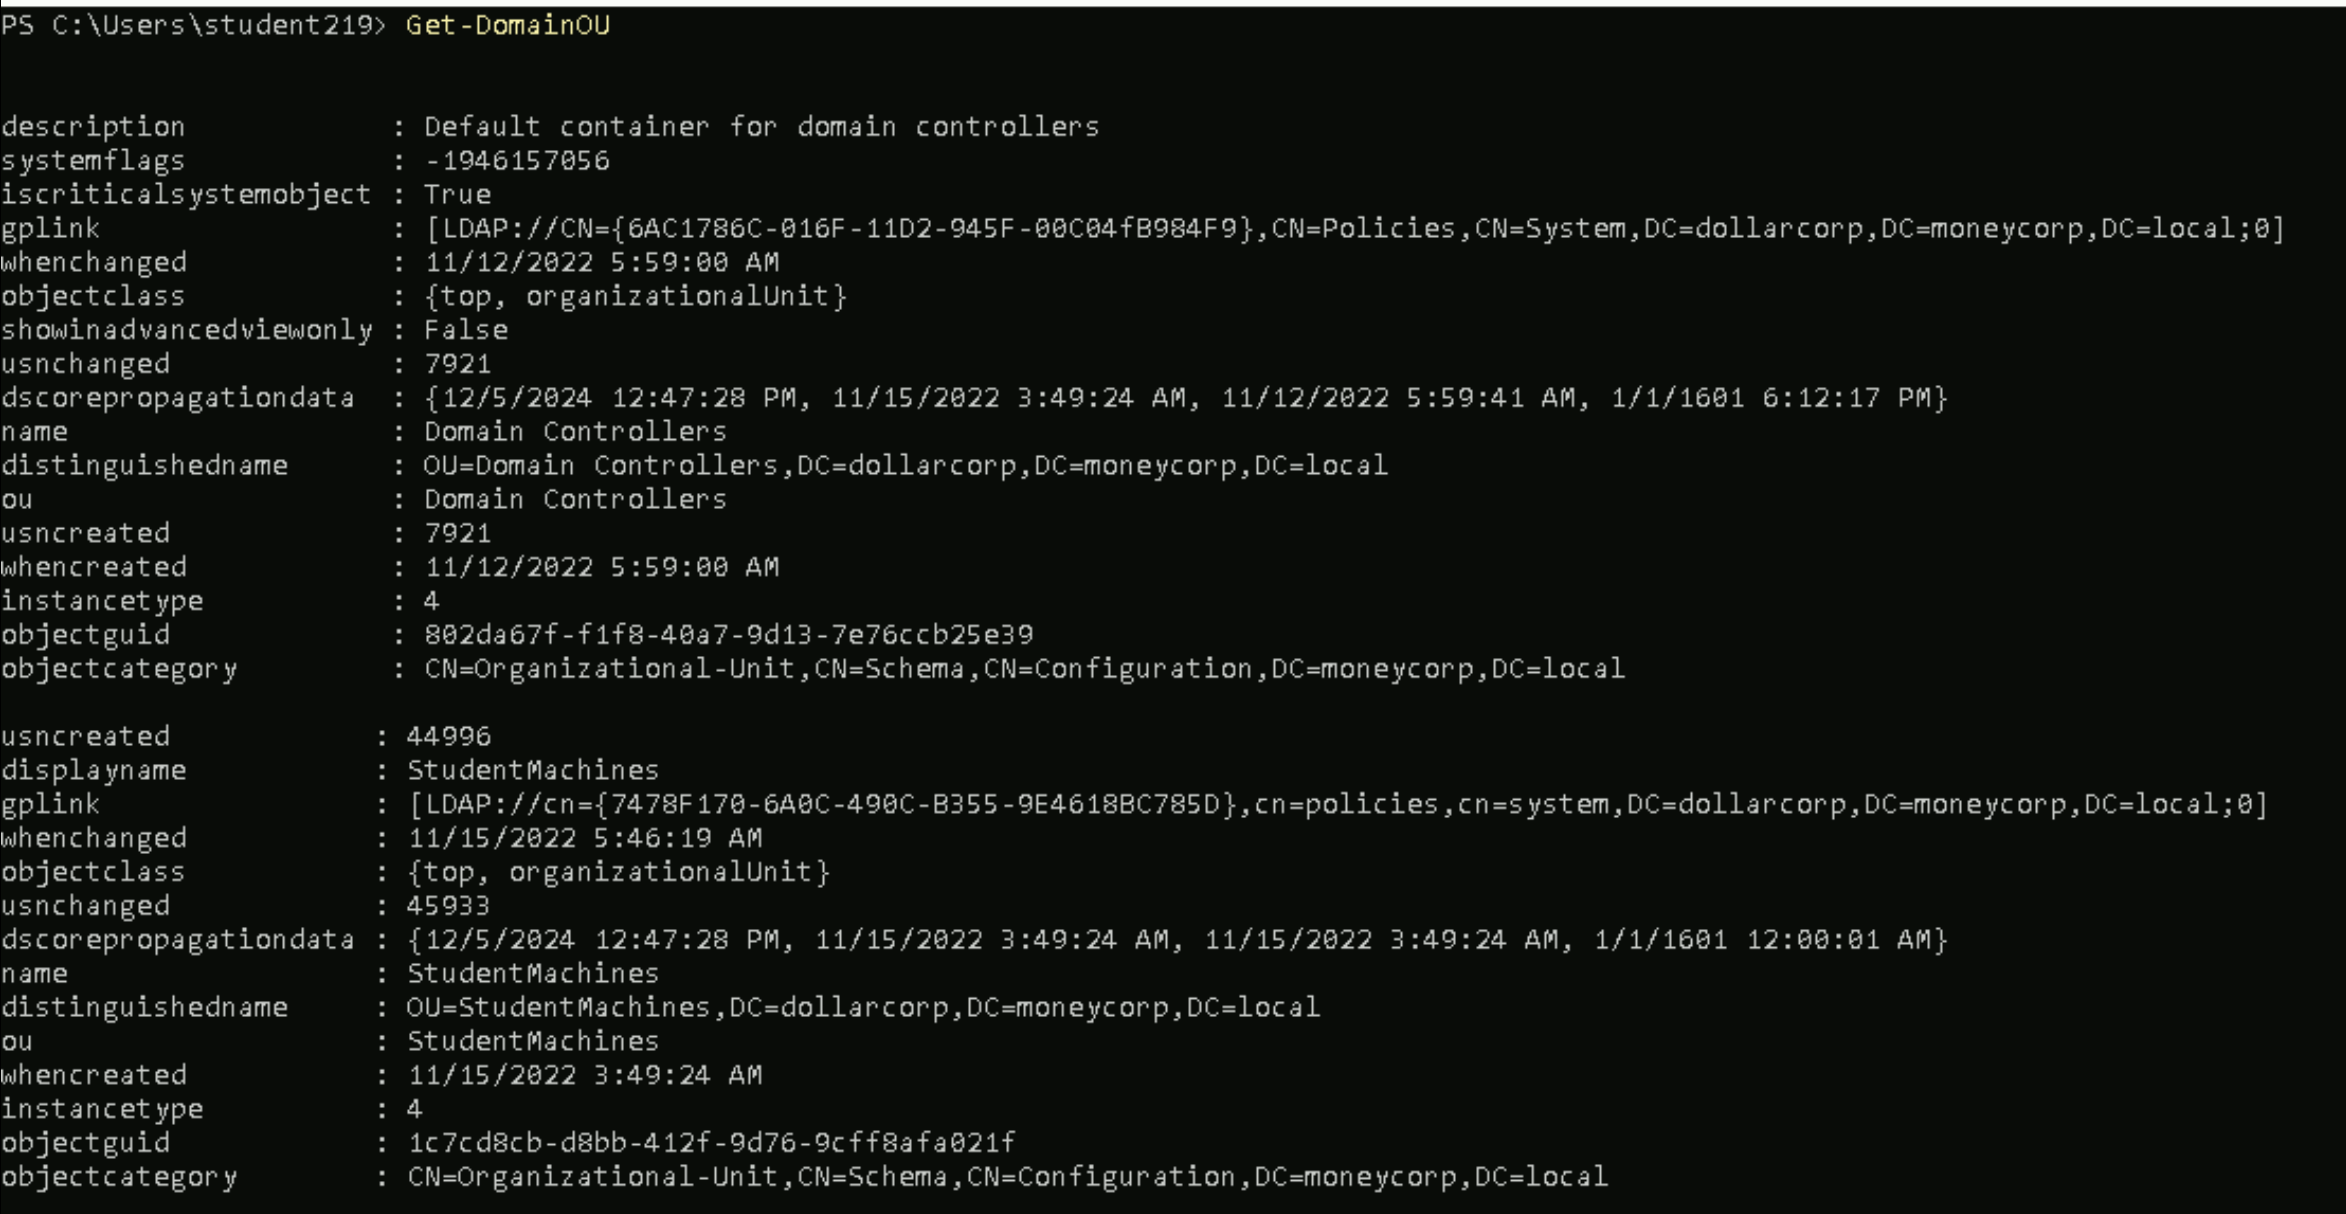 PS C:\Users\student219> Get-DomainOU
description : Default container for domain controllers
systemflags : -1946157056
iscriticalsystemobject : True
gplink : [LDAP://CN={6AC1786C-016F-11D2-945F-00C04fB984F9},CN=Policies,CN=System,DC=dollarcorp,DC=moneycorp,DC=local;0]
whenchanged : 11/12/2022 5:59:00 AM
objectclass : {top, organizationalUnit}
showinadvancedviewonly : False
usnchanged : 7921
dscorepropagationdata : {12/5/2024 12:47:28 PM, 11/15/2022 3:49:24 AM, 11/12/2022 5:59:41 AM, 1/1/1601 6:12:17 PM}
name : Domain Controllers
distinguishedname : OU=Domain Controllers,DC=dollarcorp,DC=moneycorp,DC=local
ou : Domain Controllers
usncreated : 7921
whencreated : 11/12/2022 5:59:00 AM
instancetype : 4
objectguid : 802da67f-f1f8-40a7-9d13-7e76ccb25e39
objectcategory : CN=Organizational-Unit,CN=Schema,CN=Configuration,DC=moneycorp,DC=local
usncreated : 44996
displayname : StudentMachines
gplink : [LDAP://cn={7478F170-6A0C-490C-B355-9E4618BC785D},cn=policies,cn=system,DC=dollarcorp,DC=moneycorp,DC=local;0]
whenchanged : 11/15/2022 5:46:19 AM
objectclass : {top, organizationalUnit}
usnchanged : 45933
dscorepropagationdata : {12/5/2024 12:47:28 PM, 11/15/2022 3:49:24 AM, 11/15/2022 3:49:24 AM, 1/1/1601 12:00:01 AM}
name : StudentMachines
distinguishedname : OU=StudentMachines,DC=dollarcorp,DC=moneycorp,DC=local
ou : StudentMachines
whencreated : 11/15/2022 3:49:24 AM
instancetype : 4
objectguid : 1c7cd8cb-d8bb-412f-9d76-9cff8afa021f
objectcategory : CN=Organizational-Unit,CN=Schema,CN=Configuration,DC=moneycorp,DC=local